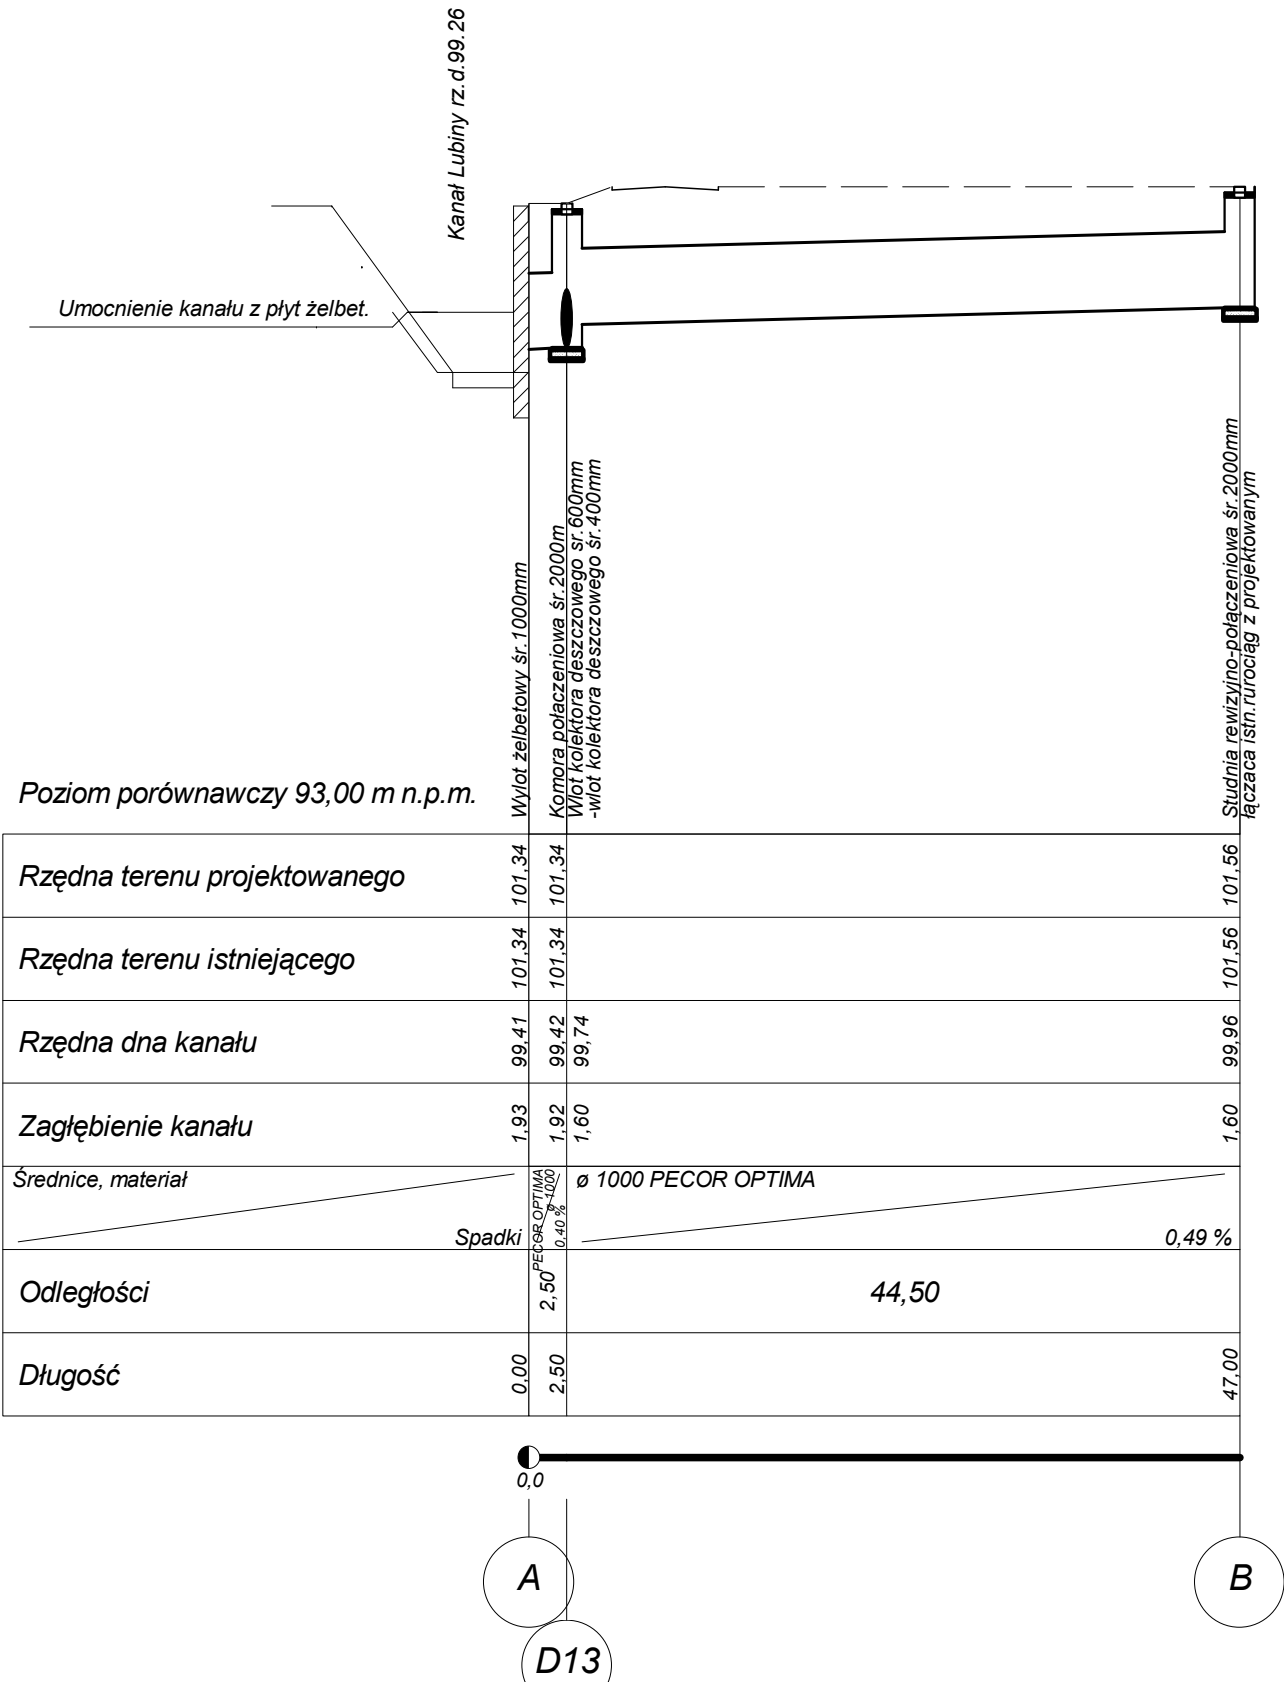 Kanał Lubiny rz.d.99.26
Umocnienie kanału z płyt żelbet.
Wylot żelbetowy śr.1000mm
Komora połaczeniowa śr.2000m
Wlot kolektora deszczowego sr.600mm
-wlot kolektora deszczowego śr.400mm
Studnia rewizyjno-połączeniowa śr.2000mm
łączaca istn.rurociąg z projektowanym
Poziom porównawczy 93,00 m n.p.m.
Rzędna terenu projektowanego 101,34 101,34 101,56
Rzędna terenu istniejącego 101,34 101,34 101,56
Rzędna dna kanału 99,41 99,42 99,74 99,96
Zagłębienie kanału 1,93 1,92 1,60 1,60
Średnice, materiał
Spadki
PECOR OPTIMA
ø 1000
0,40 %
ø 1000 PECOR OPTIMA
0,49 %
Odległości 2,50 44,50
Długość 0,00 2,50 47,00
0,0
A
B
D13